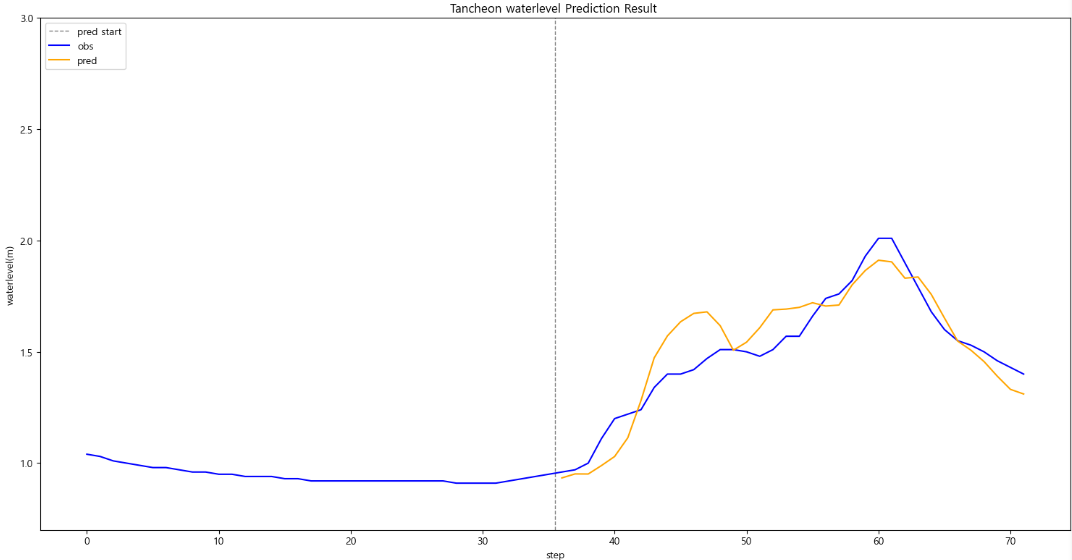 Tancheon waterlevel Prediction Result
pred start
obs
pred
3.0
2.5
2.0
1.5
1.0
waterlevel(m)
0 10 20 30 40 50 60 70
step